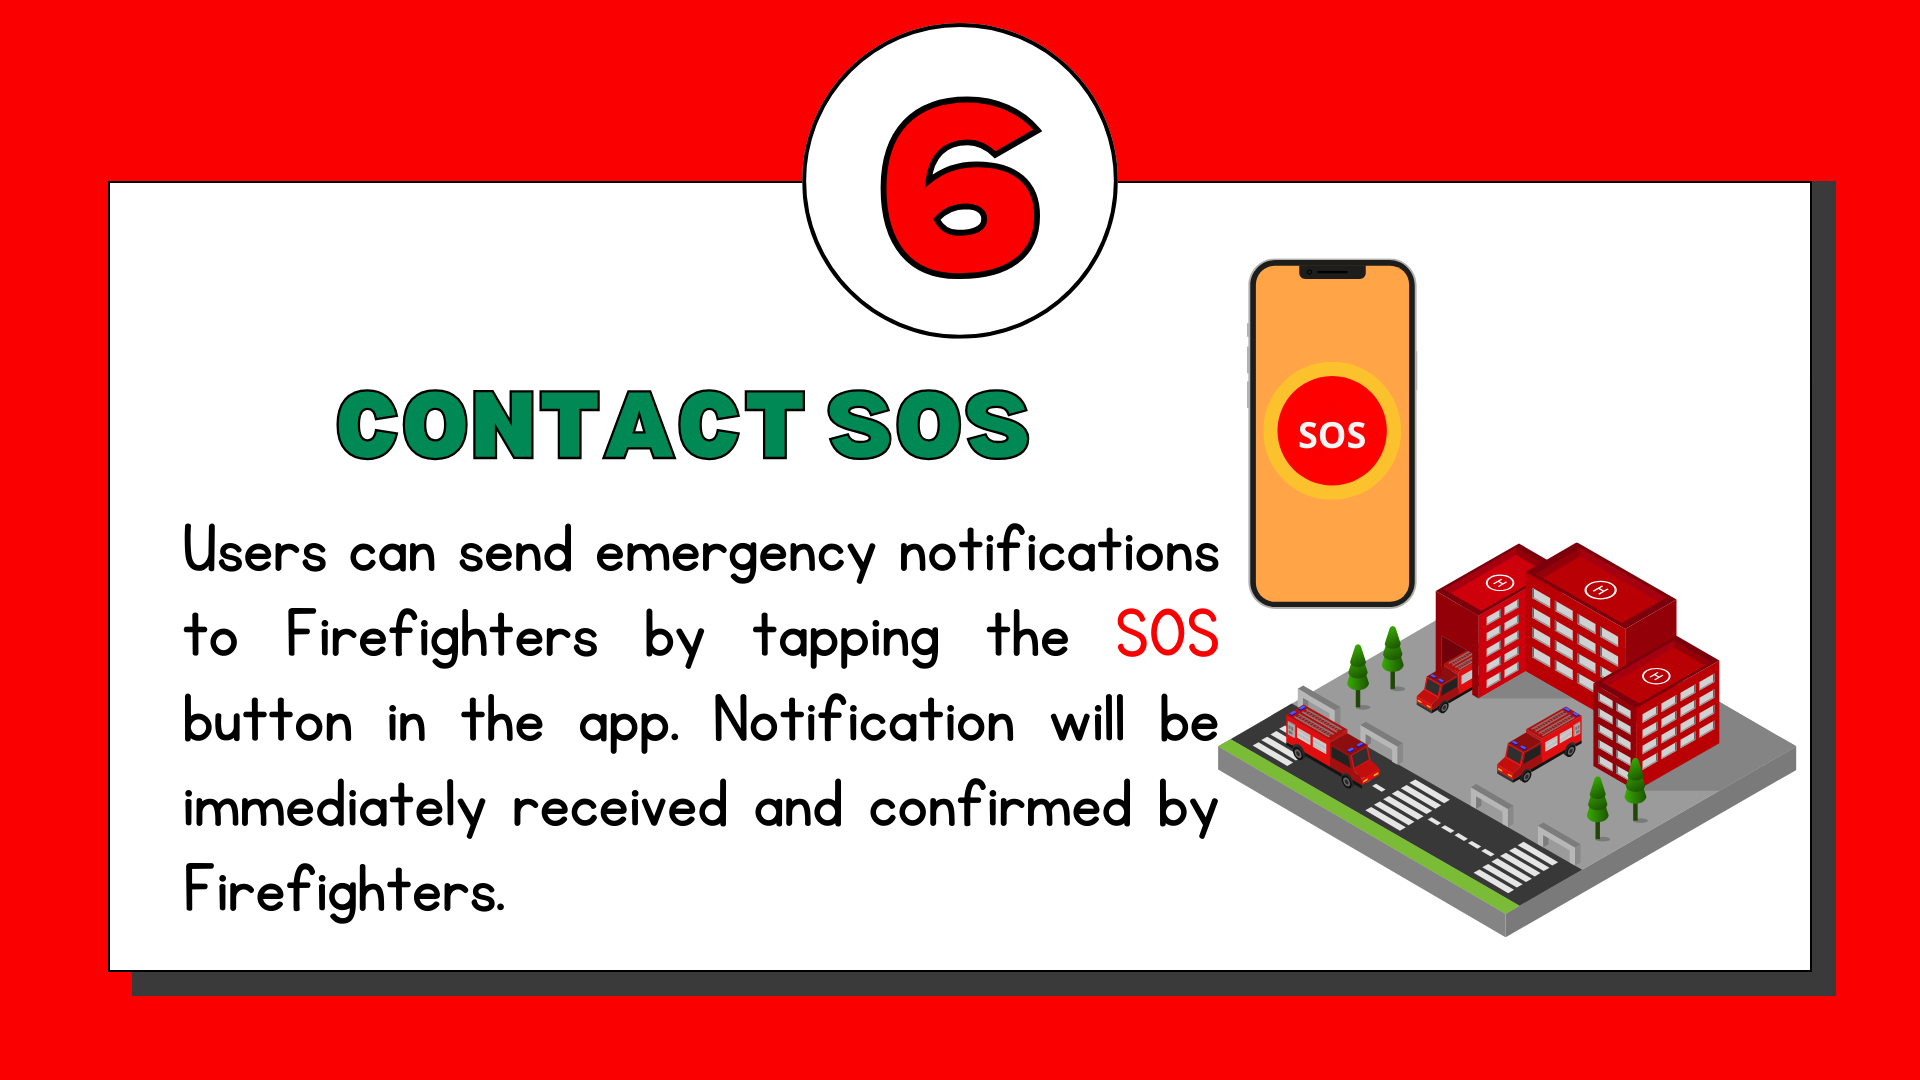 6
CONTACT SOS
Users can send emergency notifications
to Firefighters by tapping the SOS
button in the app. Notification will be
immediately received and confirmed by
Firefighters.
SOS
H
H
H